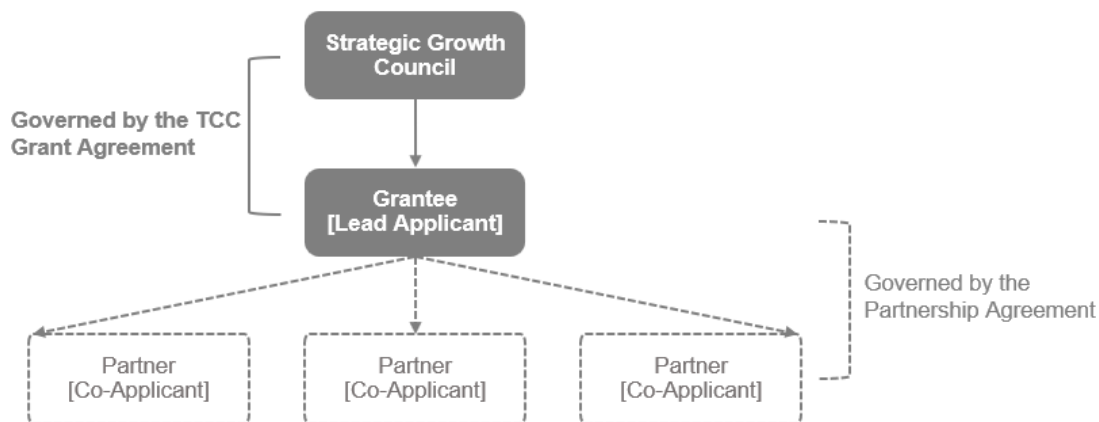 Strategic Growth
Council
Governed by the TCC
Grant Agreement
Grantee
[Lead Applicant]
Governed by the
Partnership Agreement
Partner
[Co-Applicant]
Partner
[Co-Applicant]
Partner
[Co-Applicant]